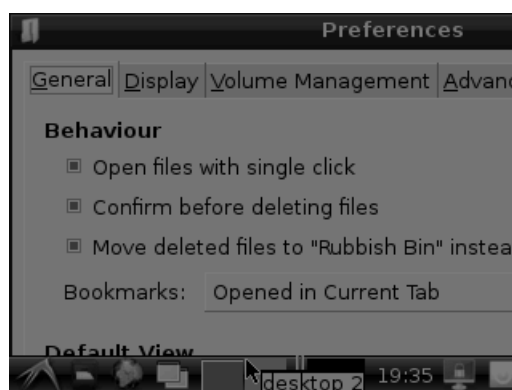 Preferences
General Display Volume Management Advanc
Behaviour
Open files with single click
Confirm before deleting files
Move deleted files to "Rubbish Bin" instea
Bookmarks: Opened in Current Tab
Default View
desktop 2 19:35